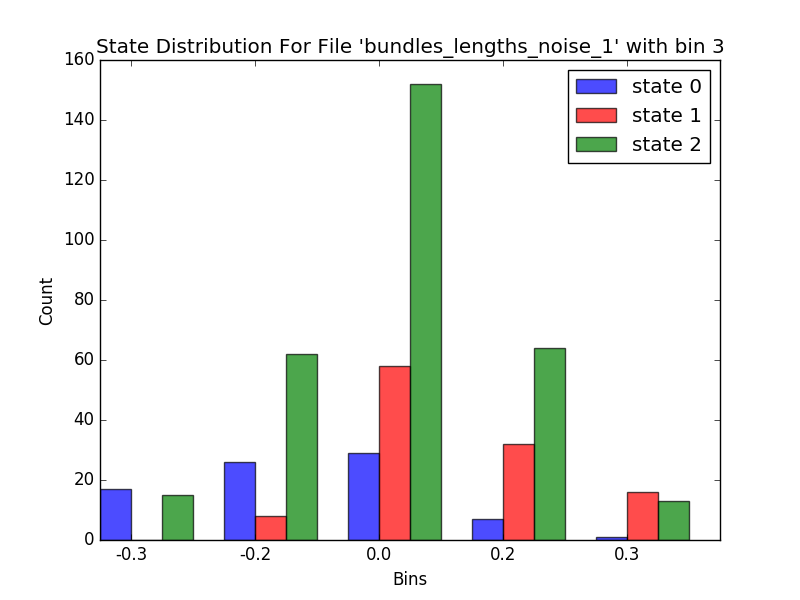 State Distribution For File 'bundles_lengths_noise_1' with bin 3
160
140
120
100
80
60
40
20
0
Count
state 0
state 1
state 2
-0.3 -0.2 0.0 0.2 0.3
Bins